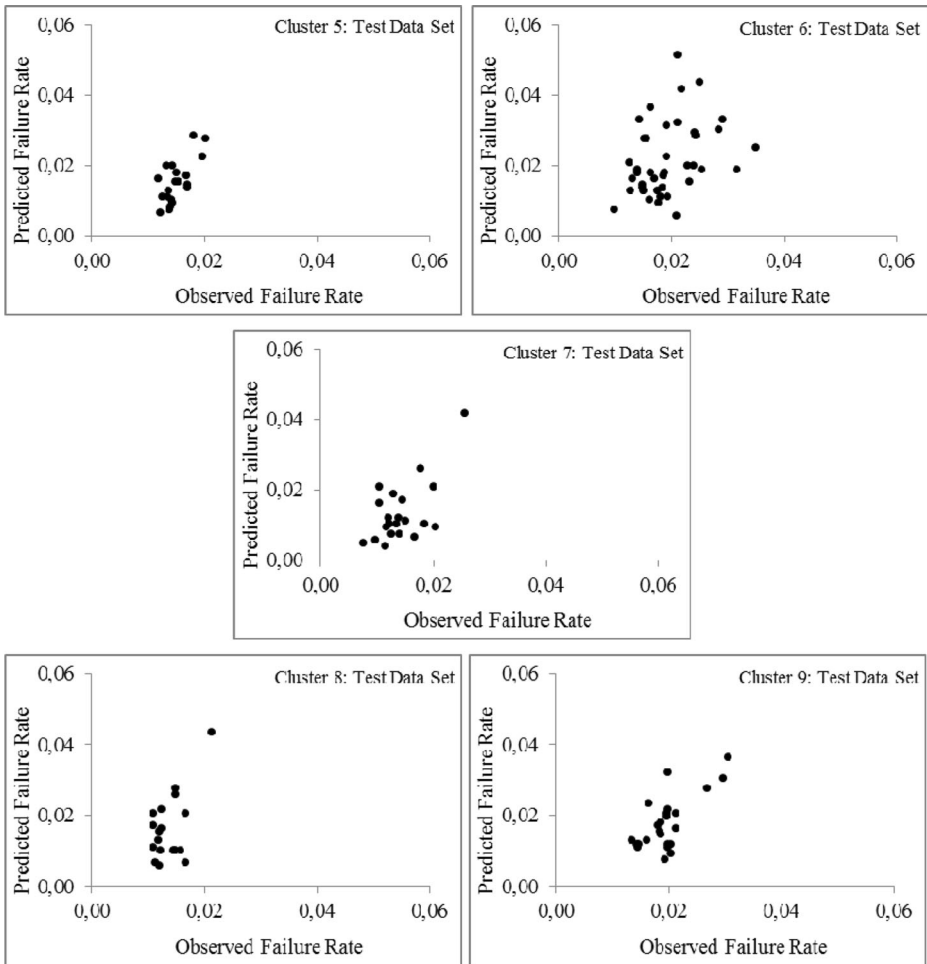 Cluster 5: Test Data Set
Predicted Failure Rate
0,06
0,04
0,02
0,00
0,00 0,02 0,04 0,06
Observed Failure Rate
Cluster 6: Test Data Set
Predicted Failure Rate
0,06
0,04
0,02
0,00
0,00 0,02 0,04 0,06
Observed Failure Rate
Cluster 7: Test Data Set
Predicted Failure Rate
0,06
0,04
0,02
0,00
0,00 0,02 0,04 0,06
Observed Failure Rate
Cluster 8: Test Data Set
Predicted Failure Rate
0,06
0,04
0,02
0,00
0,00 0,02 0,04 0,06
Observed Failure Rate
Cluster 9: Test Data Set
Predicted Failure Rate
0,06
0,04
0,02
0,00
0,00 0,02 0,04 0,06
Observed Failure Rate